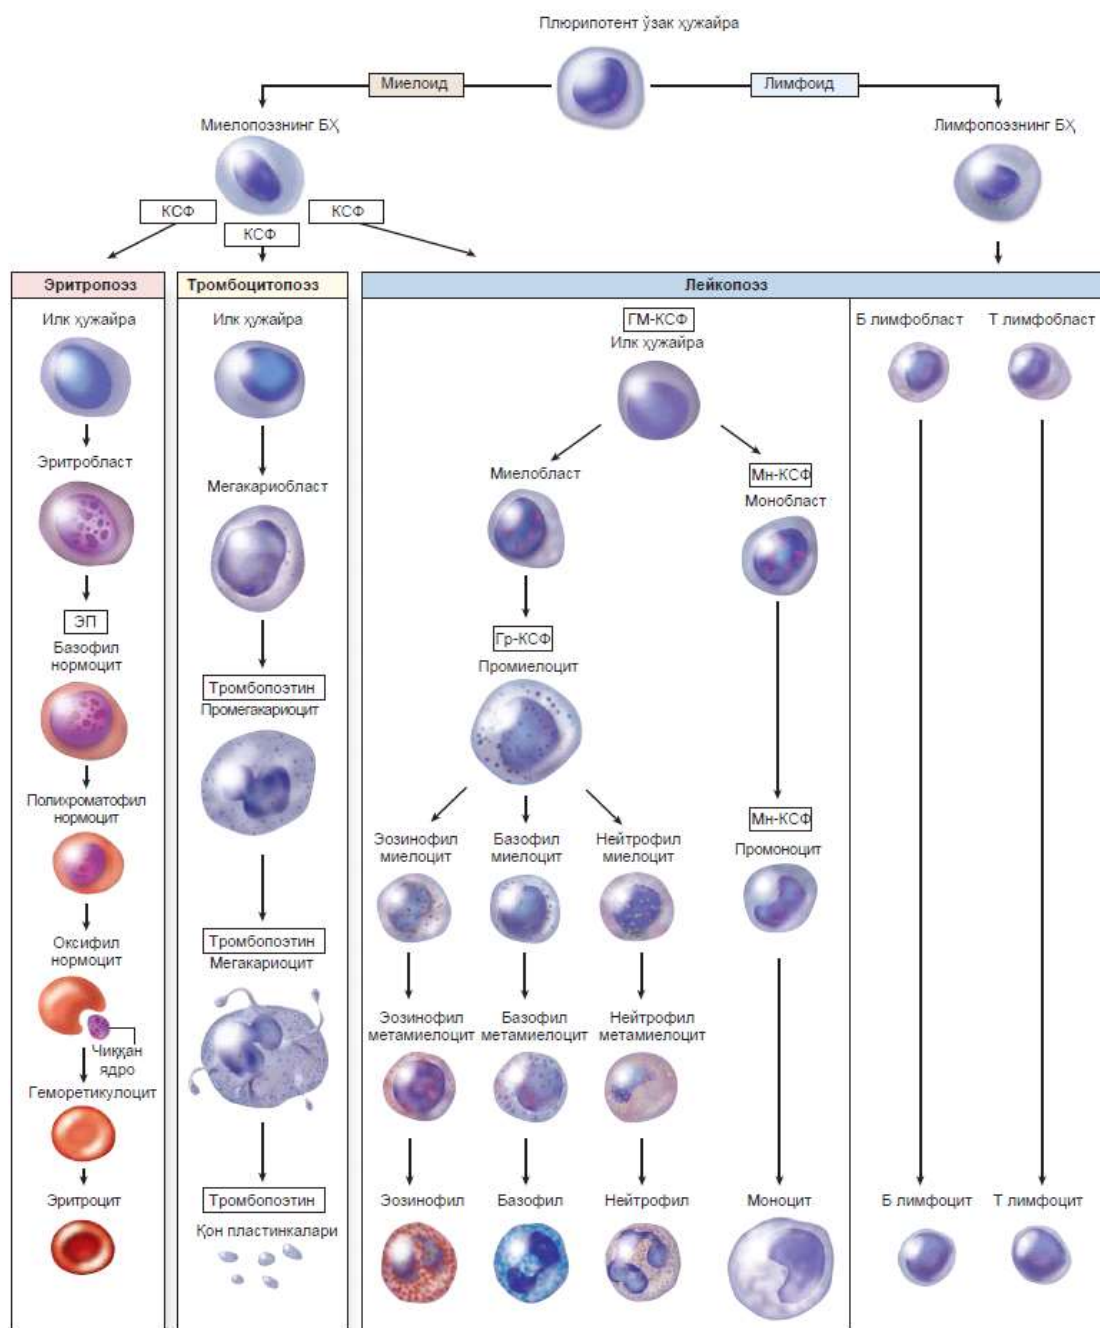 Плюрипотент ўзак ҳужайра
Миелоид
Лимфоид
Миелопоэзнинг БҲ
Лимфопоэзнинг БҲ
КСФ
КСФ
КСФ
Эритропоэз
Илк ҳужайра
Эритробласт
ЭП
Базофил
нормоцит
Полихроматофил
нормоцит
Оксифил
нормоцит
Чиққан
ядро
Геморетикулоцит
Эритроцит
Тромбоцитопоэз
Илк ҳужайра
Мегакариобласт
Тромбопоэтин
Промегакариоцит
Тромбопоэтин
Мегакариоцит
Тромбопоэтин
Қон пластинкалари
Лейкопоэз
ГМ-КСФ
Илк ҳужайра
Миелобласт
Мн-КСФ
Монобласт
Гр-КСФ
Промиелоцит
Эозинофил
миелоцит
Базофил
миелоцит
Нейтрофил
миелоцит
Мн-КСФ
Промоноцит
Эозинофил
метамиелоцит
Базофил
метамиелоцит
Нейтрофил
метамиелоцит
Эозинофил
Базофил
Нейтрофил
Моноцит
Б лимфобласт
Т лимфобласт
Б лимфоцит
Т лимфоцит